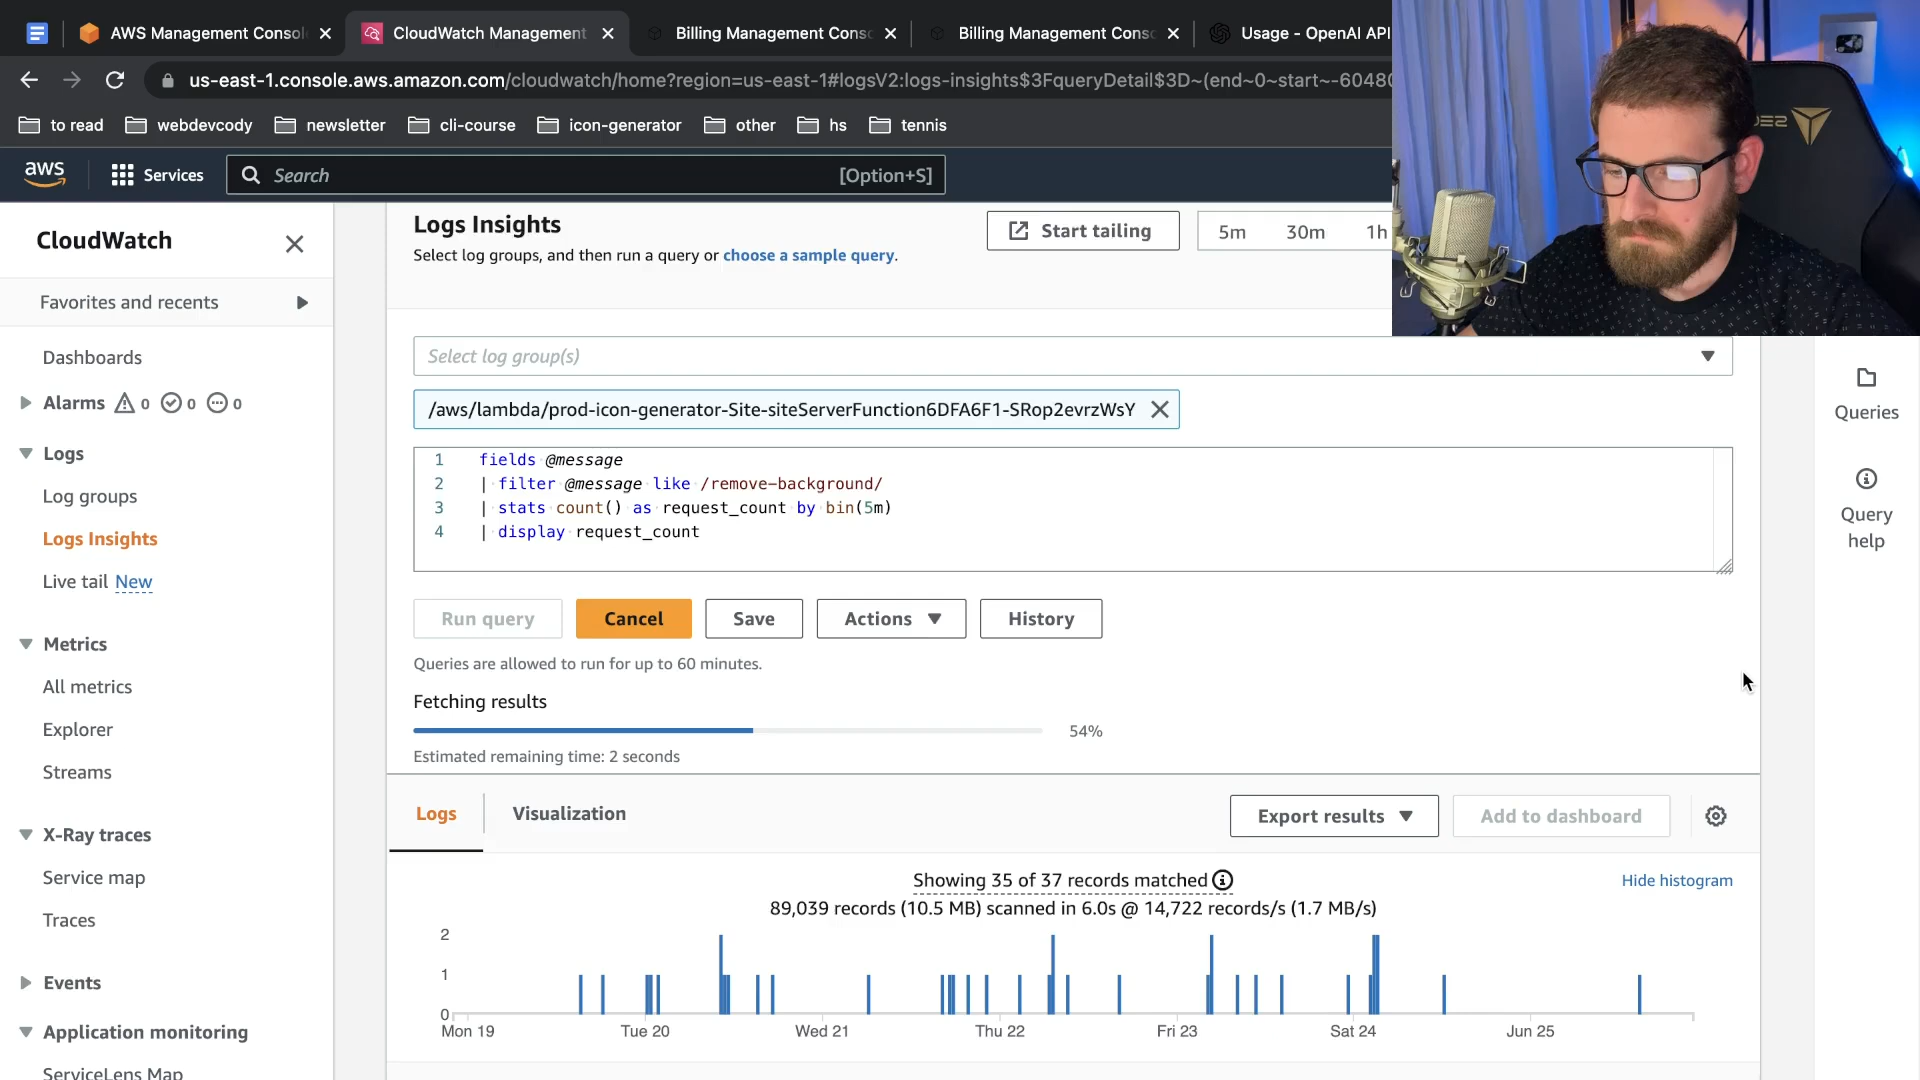 AWS Management Consol
CloudWatch Management
Billing Management Consc
Billing Management Consc
Usage - OpenAI API
us-east-1.console.aws.amazon.com/cloudwatch/home?region=us-east-1#logsV2:logs-insights$3FqueryDetail$3D~(end~0~start~-6048
to read
webdevcody
newsletter
cli-course
icon-generator
other
hs
tennis
aws
Services
Search
[Option+S]
CloudWatch
Favorites and recents
Dashboards
Alarms 0 0 0
Logs
Log groups
Logs Insights
Live tail New
Metrics
All metrics
Explorer
Streams
X-Ray traces
Service map
Traces
Events
Application monitoring
ServiceLens Map
Logs Insights
Select log groups, and then run a query or choose a sample query.
Start tailing
5m 30m 1h
Select log group(s)
/aws/lambda/prod-icon-generator-Site-siteServerFunction6DFA6F1-SRop2evrzWsY
1 fields @message
2 | filter @message like /remove-background/
3 | stats count() as request_count by bin(5m)
4 | display request_count
Run query
Cancel
Save
Actions
History
Queries are allowed to run for up to 60 minutes.
Fetching results
54%
Estimated remaining time: 2 seconds
Logs
Visualization
Export results
Add to dashboard
Showing 35 of 37 records matched
Hide histogram
89,039 records (10.5 MB) scanned in 6.0s @ 14,722 records/s (1.7 MB/s)
2
1
0
Mon 19 Tue 20 Wed 21 Thu 22 Fri 23 Sat 24 Jun 25
Queries
Query
help